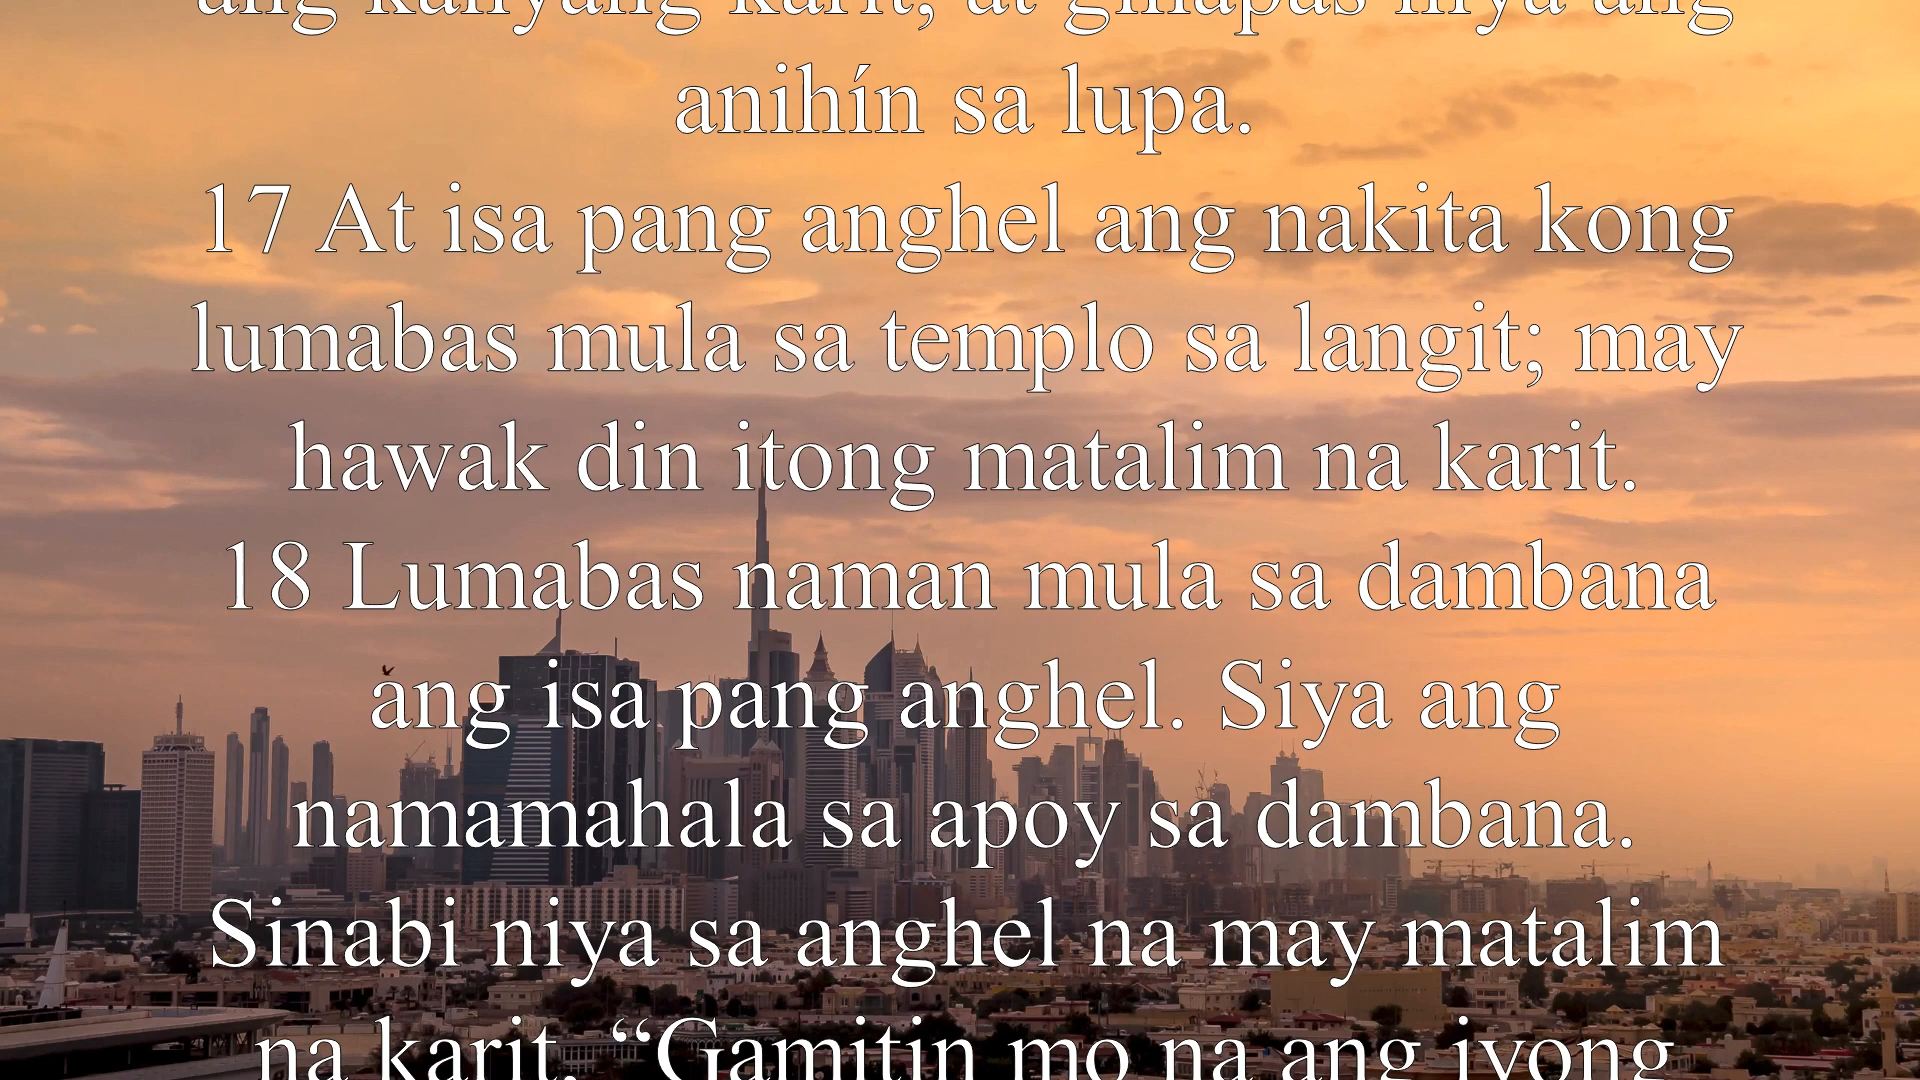 ang kanyang karit, at ginapas niya ang
anihín sa lupa.
17 At isa pang anghel ang nakita kong
lumabas mula sa templo sa langit; may
hawak din itong matalim na karit.
18 Lumabas naman mula sa dambana
ang isa pang anghel. Siya ang
namamahala sa apoy sa dambana.
Sinabi niya sa anghel na may matalim
na karit, “Gamitin mo na ang iyong